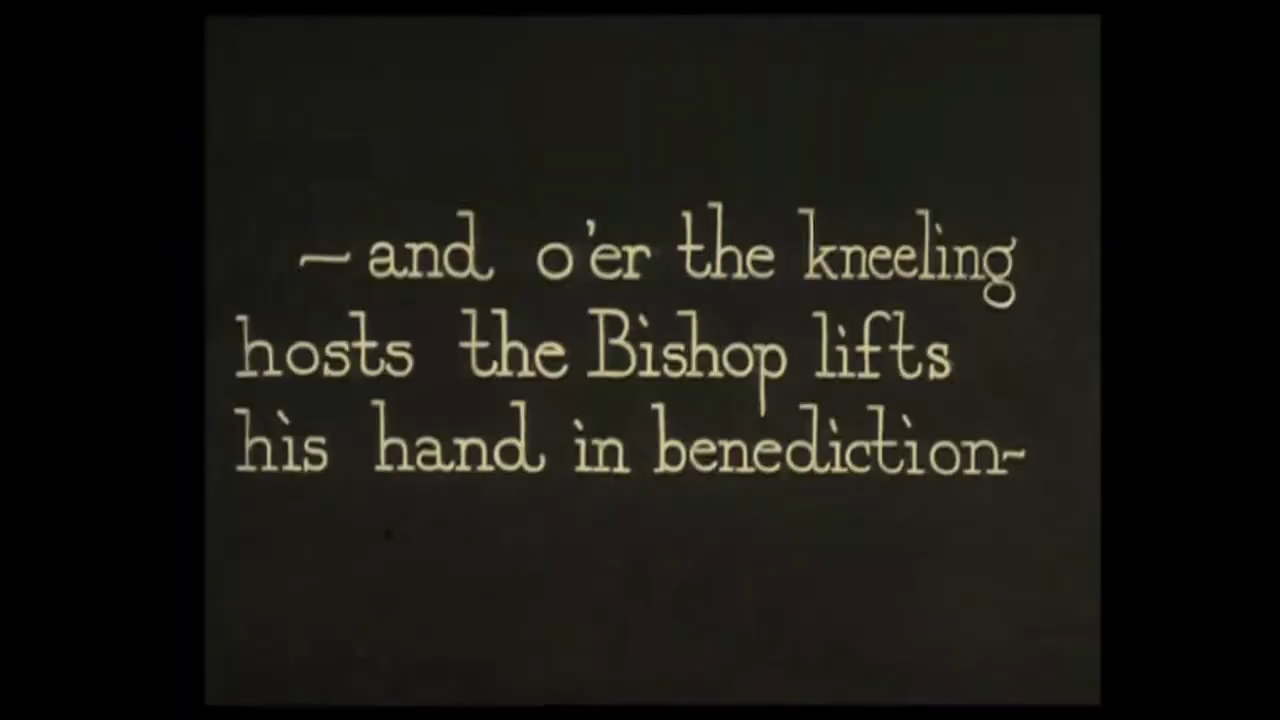 — and o'er the kneeling
hosts the Bishop lifts
his hand in benediction-